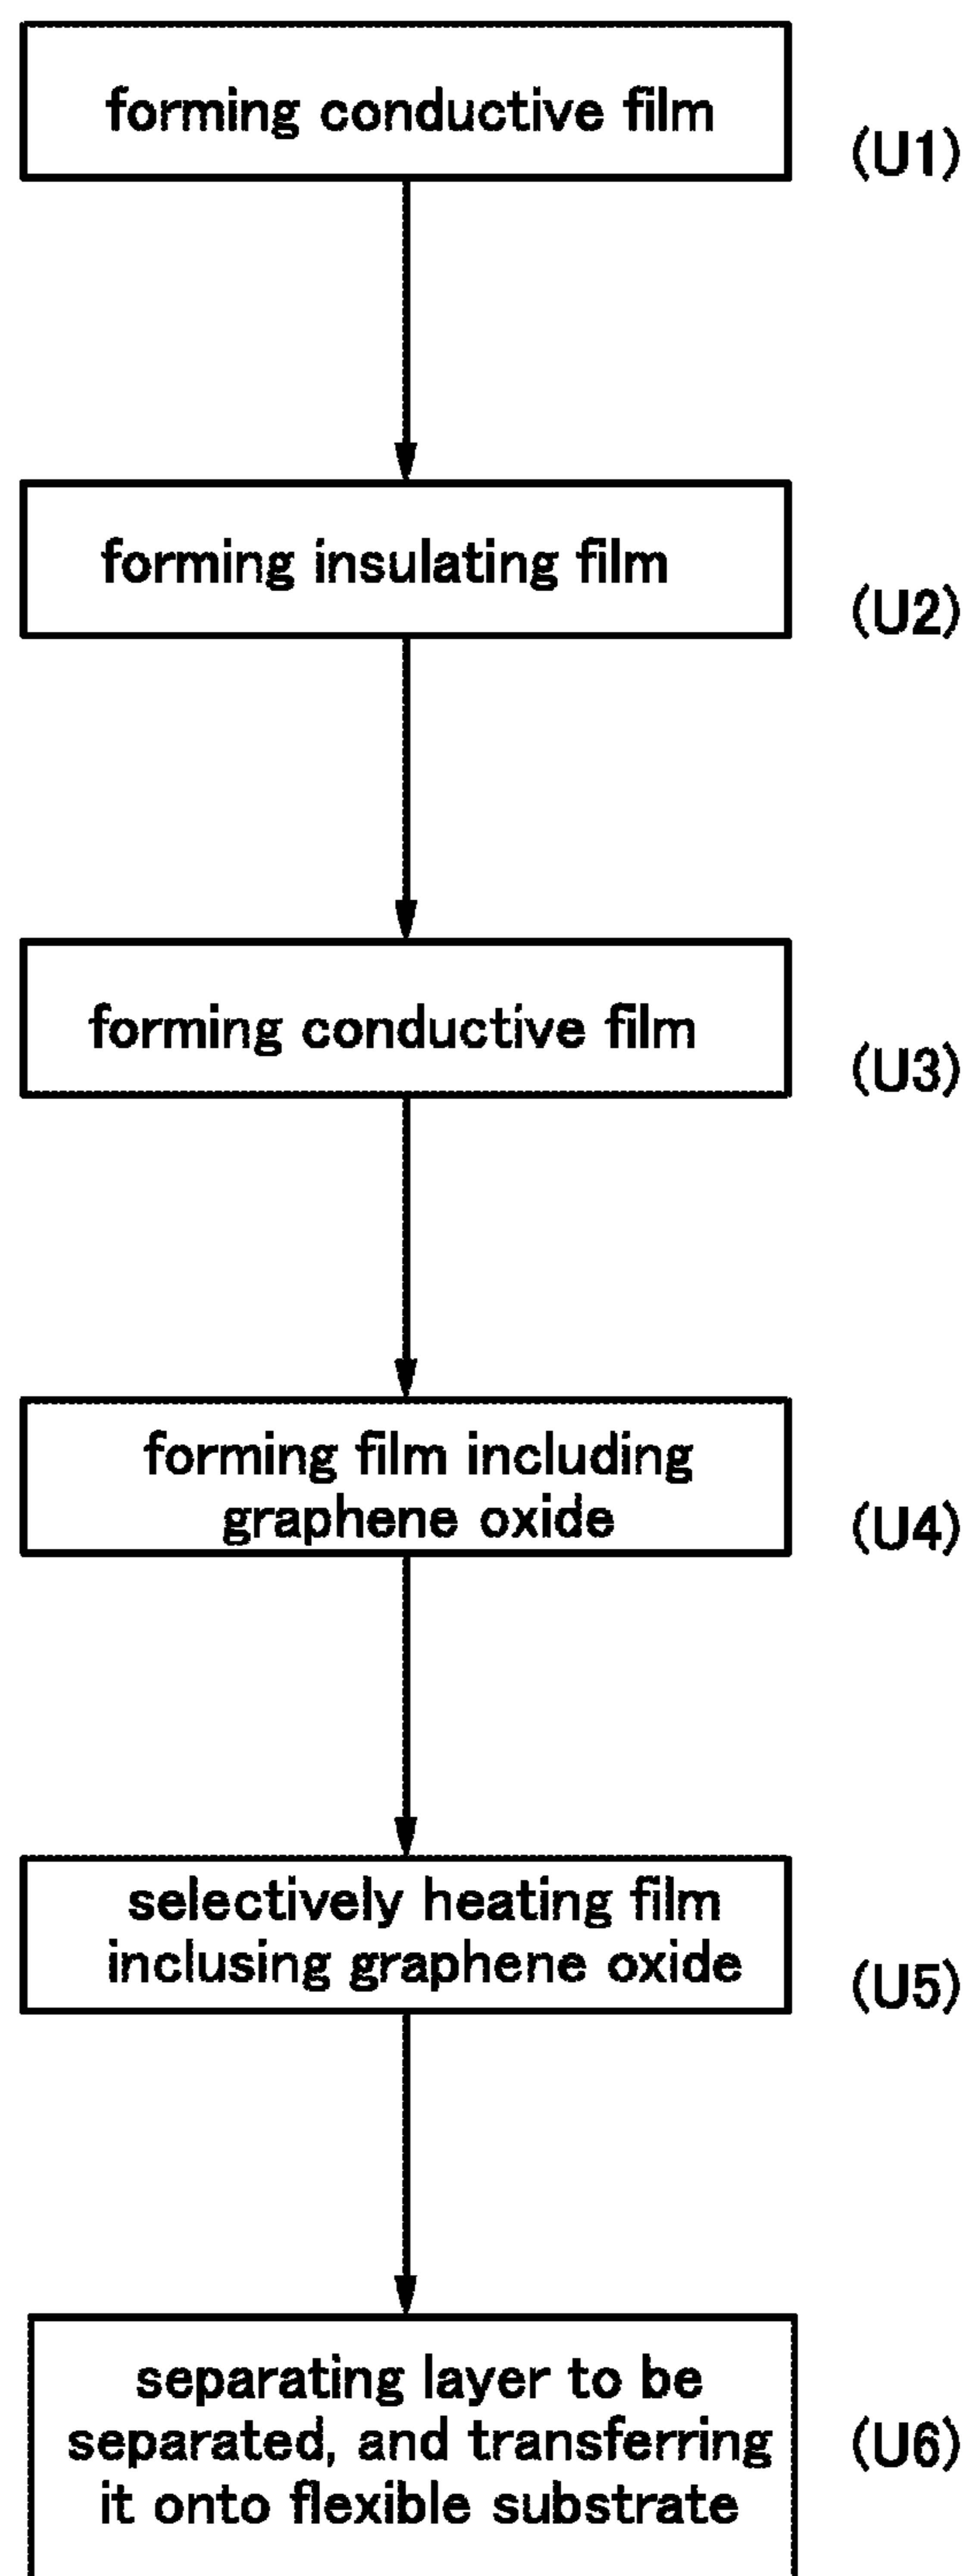 forming conductive film
(U1)
forming insulating film
(U2)
forming conductive film
(U3)
forming film including
graphene oxide
(U4)
selectively heating film
inclusing graphene oxide
(U5)
separating layer to be
separated, and transferring
it onto flexible substrate
(U6)